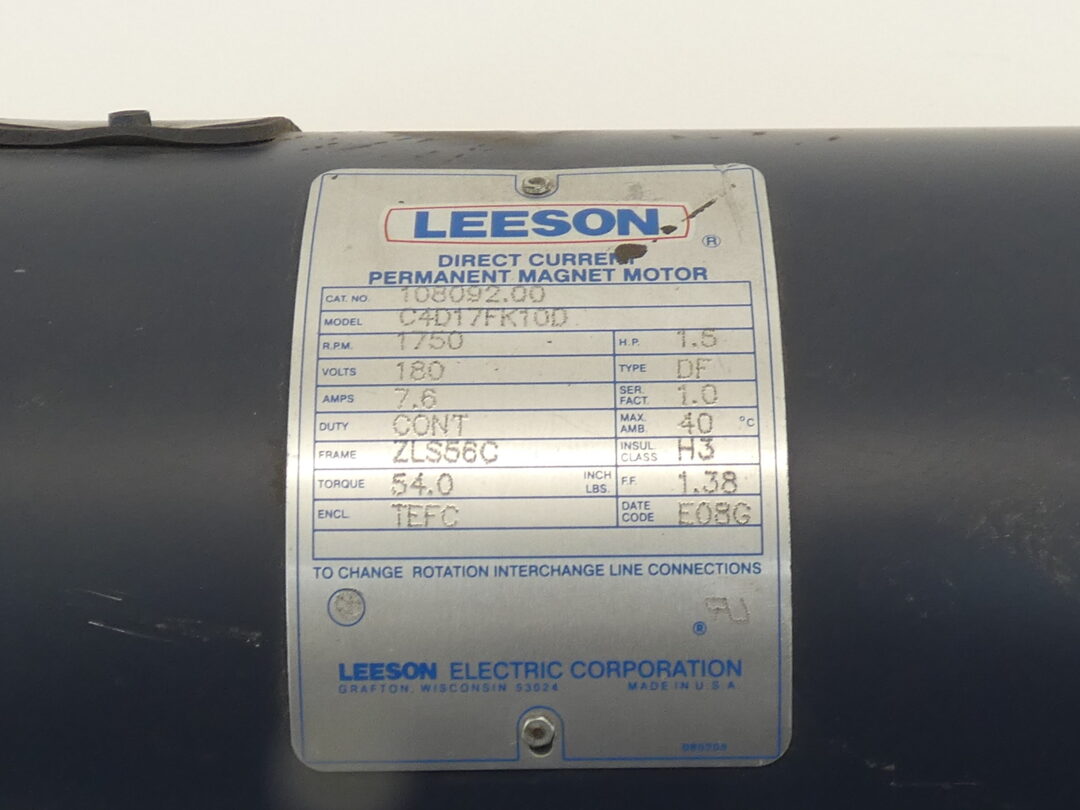 LEESON
®
DIRECT CURRENT
PERMANENT MAGNET MOTOR
CAT. NO. 108092.00
MODEL C4D17FK10D
R.P.M. 1750 H.P. 1.5
VOLTS 180 TYPE DF
AMPS 7.6 SER. FACT. 1.0
DUTY CONT MAX. AMB. 40 °C
FRAME ZLS56C INSUL CLASS H3
TORQUE 54.0 INCH LBS. F.F. 1.38
ENCL. TEFC DATE CODE E08G
TO CHANGE ROTATION INTERCHANGE LINE CONNECTIONS
®
LEESON ELECTRIC CORPORATION
GRAFTON, WISCONSIN 53024 MADE IN U.S.A.